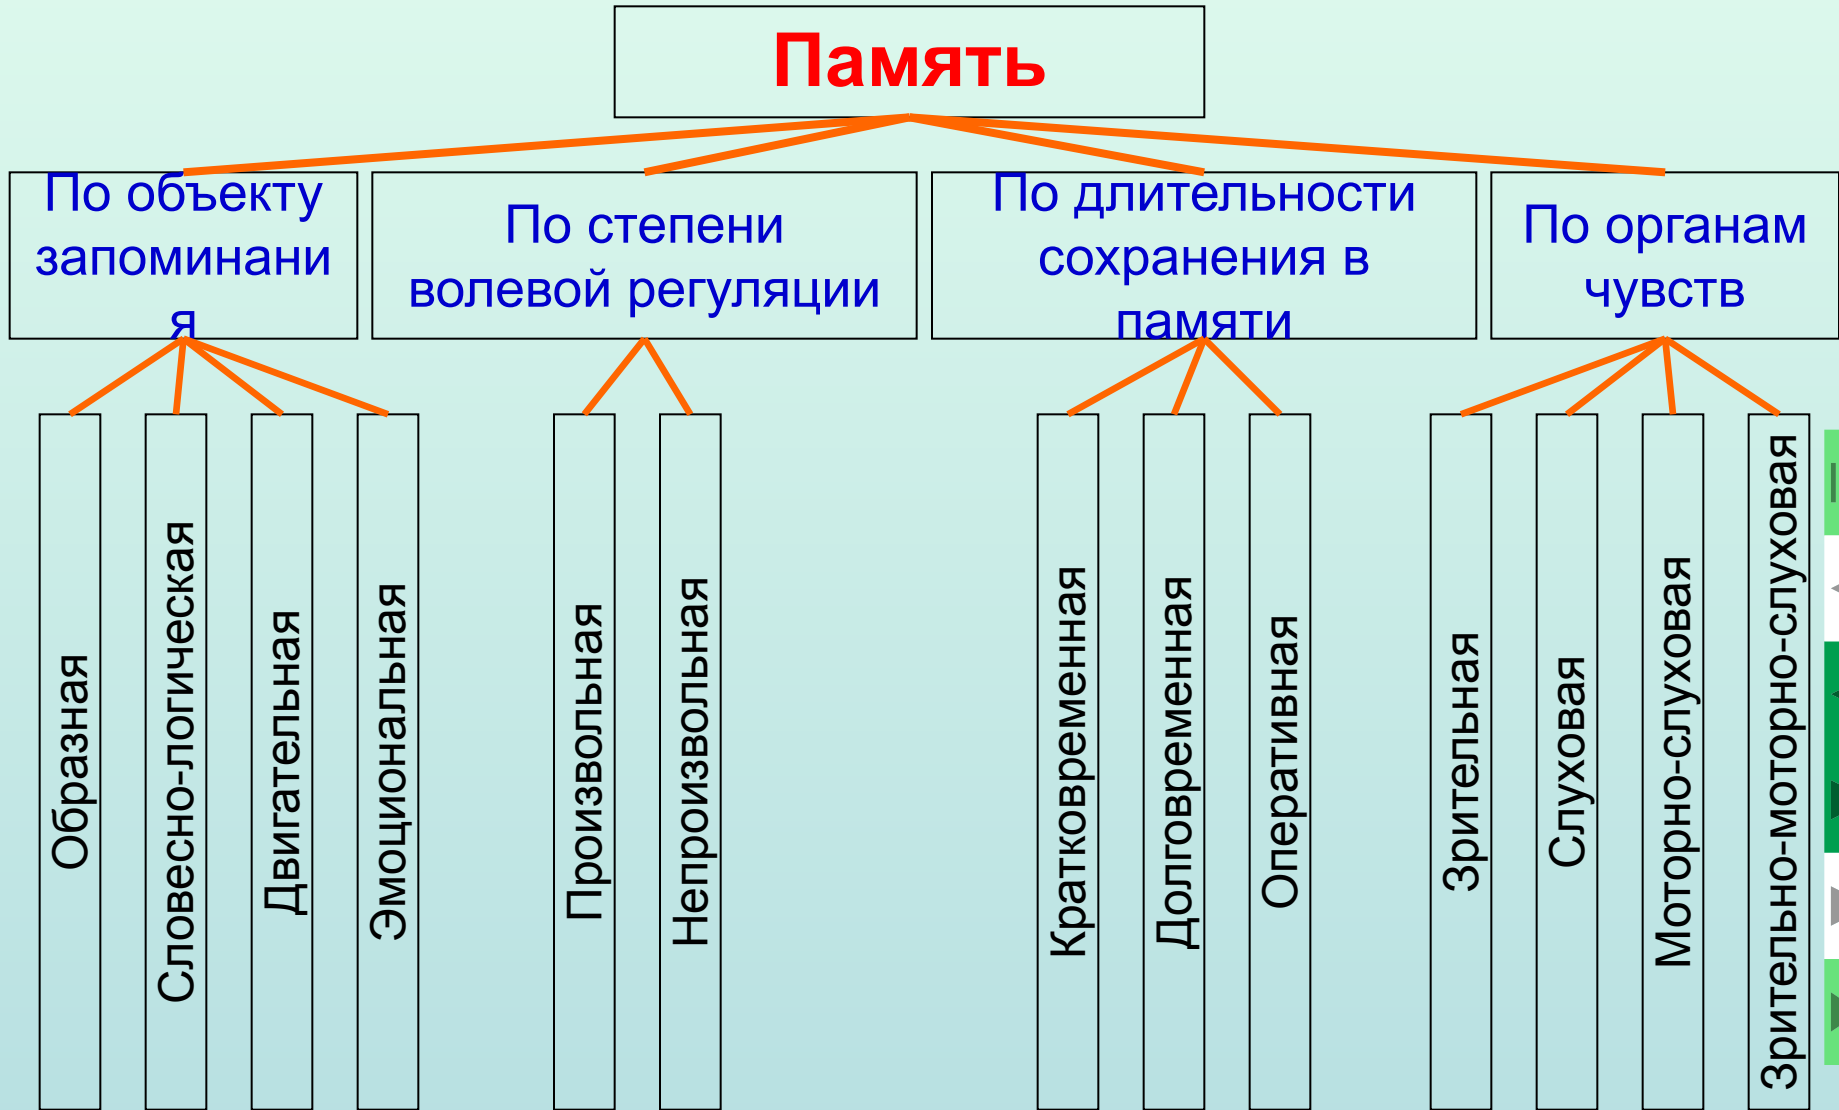 Память
По объекту
запоминани
я
По степени
волевой регуляции
По длительности
сохранения в
памяти
По органам
чувств
Образная
Словесно-логическая
Двигательная
Эмоциональная
Произвольная
Непроизвольная
Кратковременная
Долговременная
Оперативная
Зрительная
Слуховая
Моторно-слуховая
Зрительно-моторно-слуховая